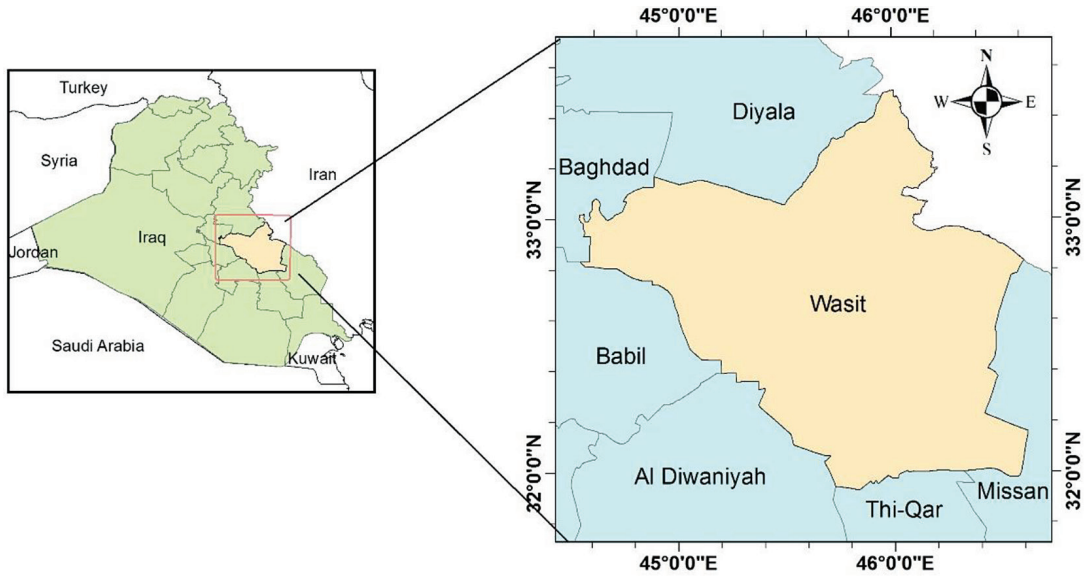 Turkey
Syria
Iran
Iraq
Jordan
Saudi Arabia
Kuwait
45°0'0"E
46°0'0"E
N
W
E
S
Diyala
Baghdad
33°0'0"N
33°0'0"N
Wasit
Babil
32°0'0"N
32°0'0"N
Al Diwaniyah
Missan
Thi-Qar
45°0'0"E
46°0'0"E